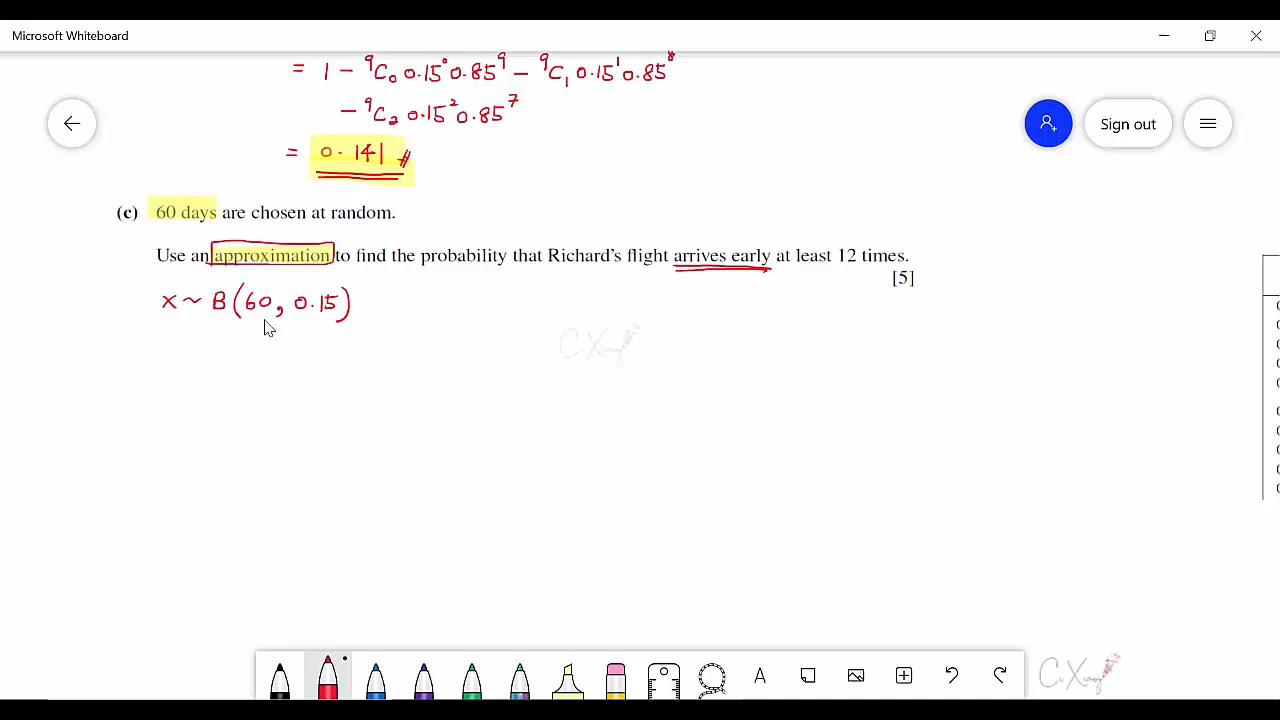 Microsoft Whiteboard
= 1 - ⁹C₀ 0.15⁰ 0.85⁹ - ⁹C₁ 0.15¹ 0.85⁸
- ⁹C₂ 0.15² 0.85⁷
Sign out
= 0.141
(c) 60 days are chosen at random.
Use an approximation to find the probability that Richard's flight arrives early at least 12 times.
[5]
X ~ B(60, 0.15)
C.Xiang
A
C.Xiang